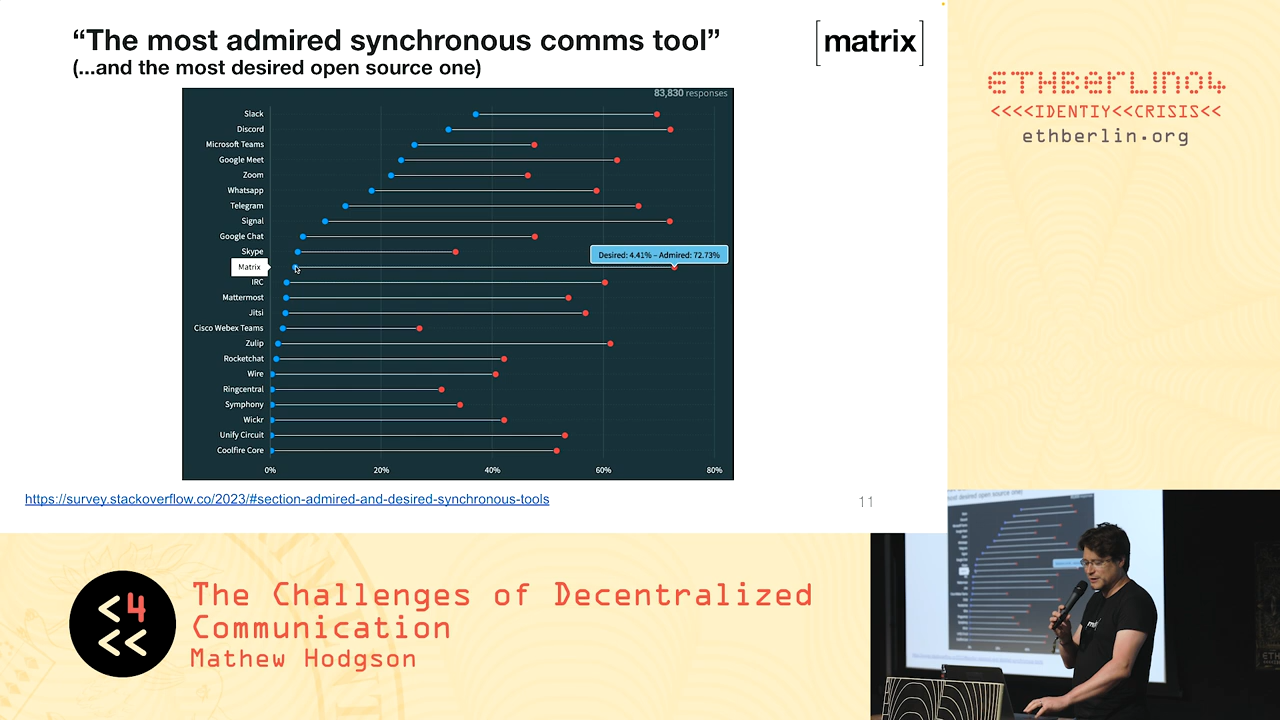 “The most admired synchronous comms tool”
(...and the most desired open source one)
[matrix]
83,830 responses
Slack
Discord
Microsoft Teams
Google Meet
Zoom
Whatsapp
Telegram
Signal
Google Chat
Skype
Desired: 4.41% – Admired: 72.73%
Matrix
IRC
Mattermost
Jitsi
Cisco Webex Teams
Zulip
Rocketchat
Wire
Ringcentral
Symphony
Wickr
Unify Circuit
Coolfire Core
0% 20% 40% 60% 80%
https://survey.stackoverflow.co/2023/#section-admired-and-desired-synchronous-tools
11
ETHBERLIN04
<<<<IDENTIY<<CRISIS<<
ethberlin.org
<4
<<
The Challenges of Decentralized
Communication
Mathew Hodgson